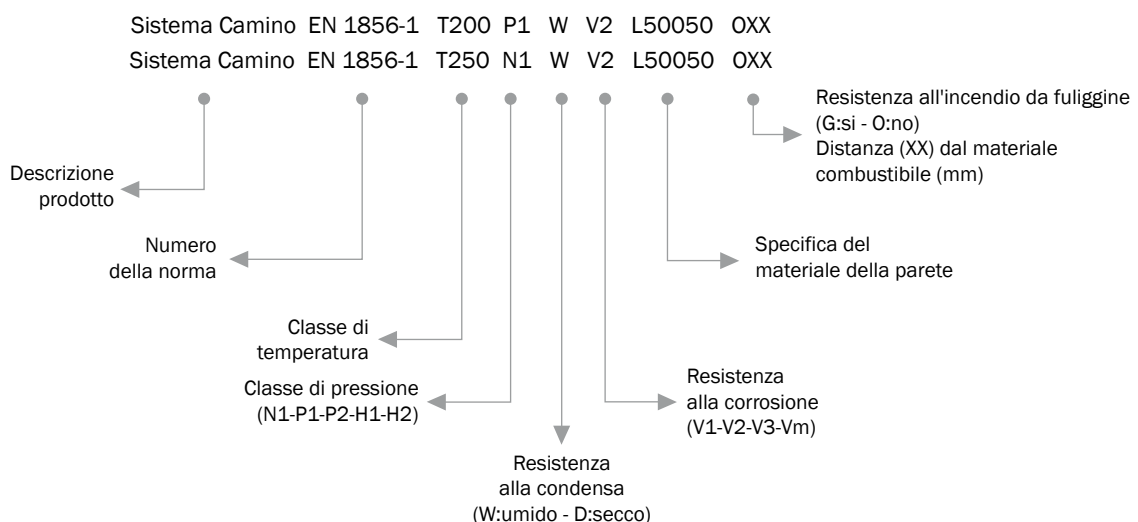 Sistema Camino EN 1856-1 T200 P1 W V2 L50050 OXX
Sistema Camino EN 1856-1 T250 N1 W V2 L50050 OXX
Resistenza all'incendio da fuliggine
(G:si - O:no)
Distanza (XX) dal materiale
combustibile (mm)
Descrizione
prodotto
Numero
della norma
Specifica del
materiale della parete
Classe di
temperatura
Classe di pressione
(N1-P1-P2-H1-H2)
Resistenza
alla corrosione
(V1-V2-V3-Vm)
Resistenza
alla condensa
(W:umido - D:secco)